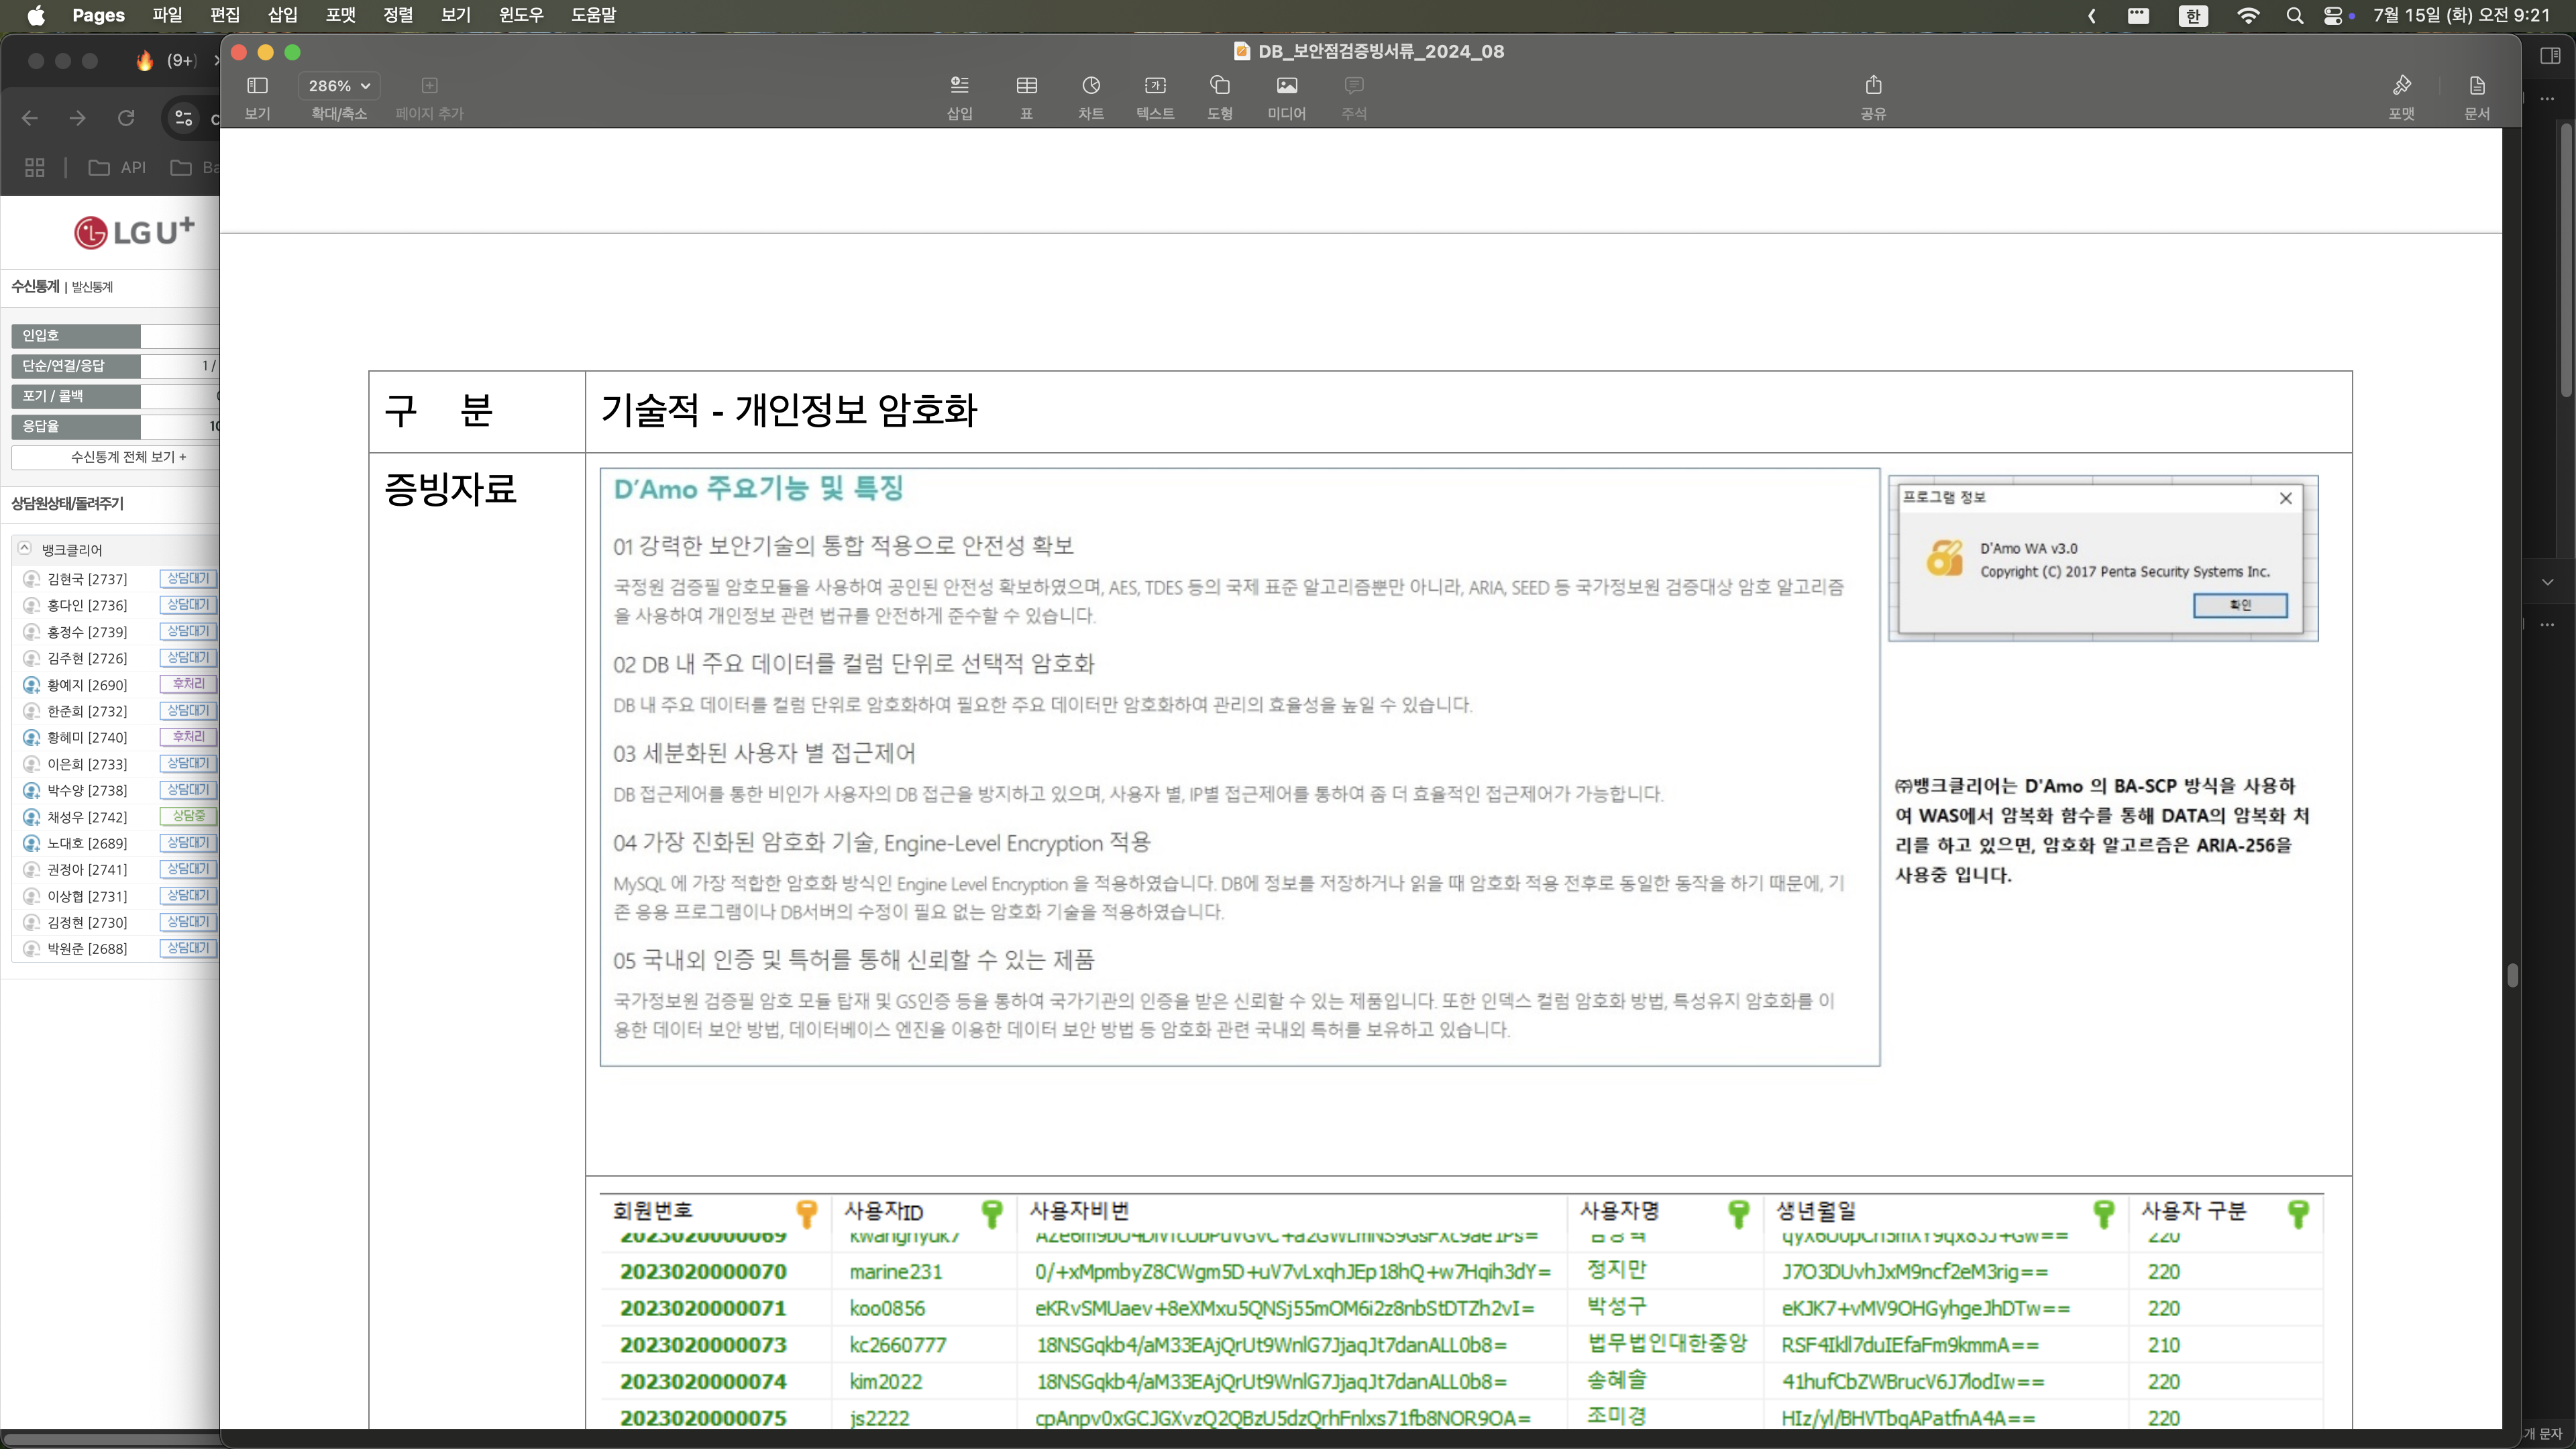 Pages 파일 편집 삽입 포맷 정렬 보기 윈도우 도움말
한 7월 15일 (화) 오전 9:21
(9+)
DB_보안점검증빙서류_2024_08
286%
보기 확대/축소 페이지 추가 삽입 표 차트 텍스트 도형 미디어 주석 공유 포맷 문서
API
LG U+
수신통계 | 발신통계
인입호
단순/연결/응답 1 /
포기 / 콜백
응답율
수신통계 전체 보기 +
상담원상태/돌려주기
뱅크클리어
김현국 [2737] 상담대기
홍다인 [2736] 상담대기
홍정수 [2739] 상담대기
김주현 [2726] 상담대기
황예지 [2690] 후처리
한준희 [2732] 상담대기
황혜미 [2740] 후처리
이은희 [2733] 상담대기
박수양 [2738] 상담대기
채성우 [2742] 상담중
노대호 [2689] 상담대기
권정아 [2741] 상담대기
이상협 [2731] 상담대기
김정현 [2730] 상담대기
박원준 [2688] 상담대기
구 분 기술적 - 개인정보 암호화
증빙자료
D'Amo 주요기능 및 특징
01 강력한 보안기술의 통합 적용으로 안전성 확보
국정원 검증필 암호모듈을 사용하여 공인된 안전성 확보하였으며, AES, TDES 등의 국제 표준 알고리즘뿐만 아니라, ARIA, SEED 등 국가정보원 검증대상 암호 알고리즘
을 사용하여 개인정보 관련 법규를 안전하게 준수할 수 있습니다.
02 DB 내 주요 데이터를 컬럼 단위로 선택적 암호화
DB 내 주요 데이터를 컬럼 단위로 암호화하여 필요한 주요 데이터만 암호화하여 관리의 효율성을 높일 수 있습니다.
03 세분화된 사용자 별 접근제어
DB 접근제어를 통한 비인가 사용자의 DB 접근을 방지하고 있으며, 사용자 별, IP별 접근제어를 통하여 좀 더 효율적인 접근제어가 가능합니다.
04 가장 진화된 암호화 기술, Engine-Level Encryption 적용
MySQL 에 가장 적합한 암호화 방식인 Engine Level Encryption 을 적용하였습니다. DB에 정보를 저장하거나 읽을 때 암호화 적용 전후로 동일한 동작을 하기 때문에, 기
존 응용 프로그램이나 DB서버의 수정이 필요 없는 암호화 기술을 적용하였습니다.
05 국내외 인증 및 특허를 통해 신뢰할 수 있는 제품
국가정보원 검증필 암호 모듈 탑재 및 GS인증 등을 통하여 국가기관의 인증을 받은 신뢰할 수 있는 제품입니다. 또한 인덱스 컬럼 암호화 방법, 특성유지 암호화를 이
용한 데이터 보안 방법, 데이터베이스 엔진을 이용한 데이터 보안 방법 등 암호화 관련 국내외 특허를 보유하고 있습니다.
프로그램 정보
D'Amo WA v3.0
Copyright (C) 2017 Penta Security Systems Inc.
확인
㈜뱅크클리어는 D'Amo 의 BA-SCP 방식을 사용하
여 WAS에서 암복화 함수를 통해 DATA의 암복화 처
리를 하고 있으면, 암호화 알고르즘은 ARIA-256을
사용중 입니다.
회원번호 사용자ID 사용자비번 사용자명 생년월일 사용자 구분
2023020000069 220
2023020000070 marine231 0/+xMpmbyZ8CWgm5D+uV7vLxqhJEp18hQ+w7Hqih3dY= 정지만 J7O3DUvhJxM9ncf2eM3rig== 220
2023020000071 koo0856 eKRvSMUaev+8eXMxu5QNSj55mOM6i2z8nbStDTZh2vI= 박성구 eKJK7+vMV9OHGyhgeJhDTw== 220
2023020000073 kc2660777 18NSGqkb4/aM33EAjQrUt9WnlG7JjaqJt7danALL0b8= 법무법인대한중앙 RSF4Ikll7duIEfaFm9kmmA== 210
2023020000074 kim2022 18NSGqkb4/aM33EAjQrUt9WnlG7JjaqJt7danALL0b8= 송혜솔 41hufCbZWBrucV6J7lodIw== 220
2023020000075 js2222 cpAnpv0xGCJGXvzQ2QBzU5dzQrhFnlxs71fb8NOR9OA= 조미경 HIz/yl/BHVTbqAPatfnA4A== 220
개 문자